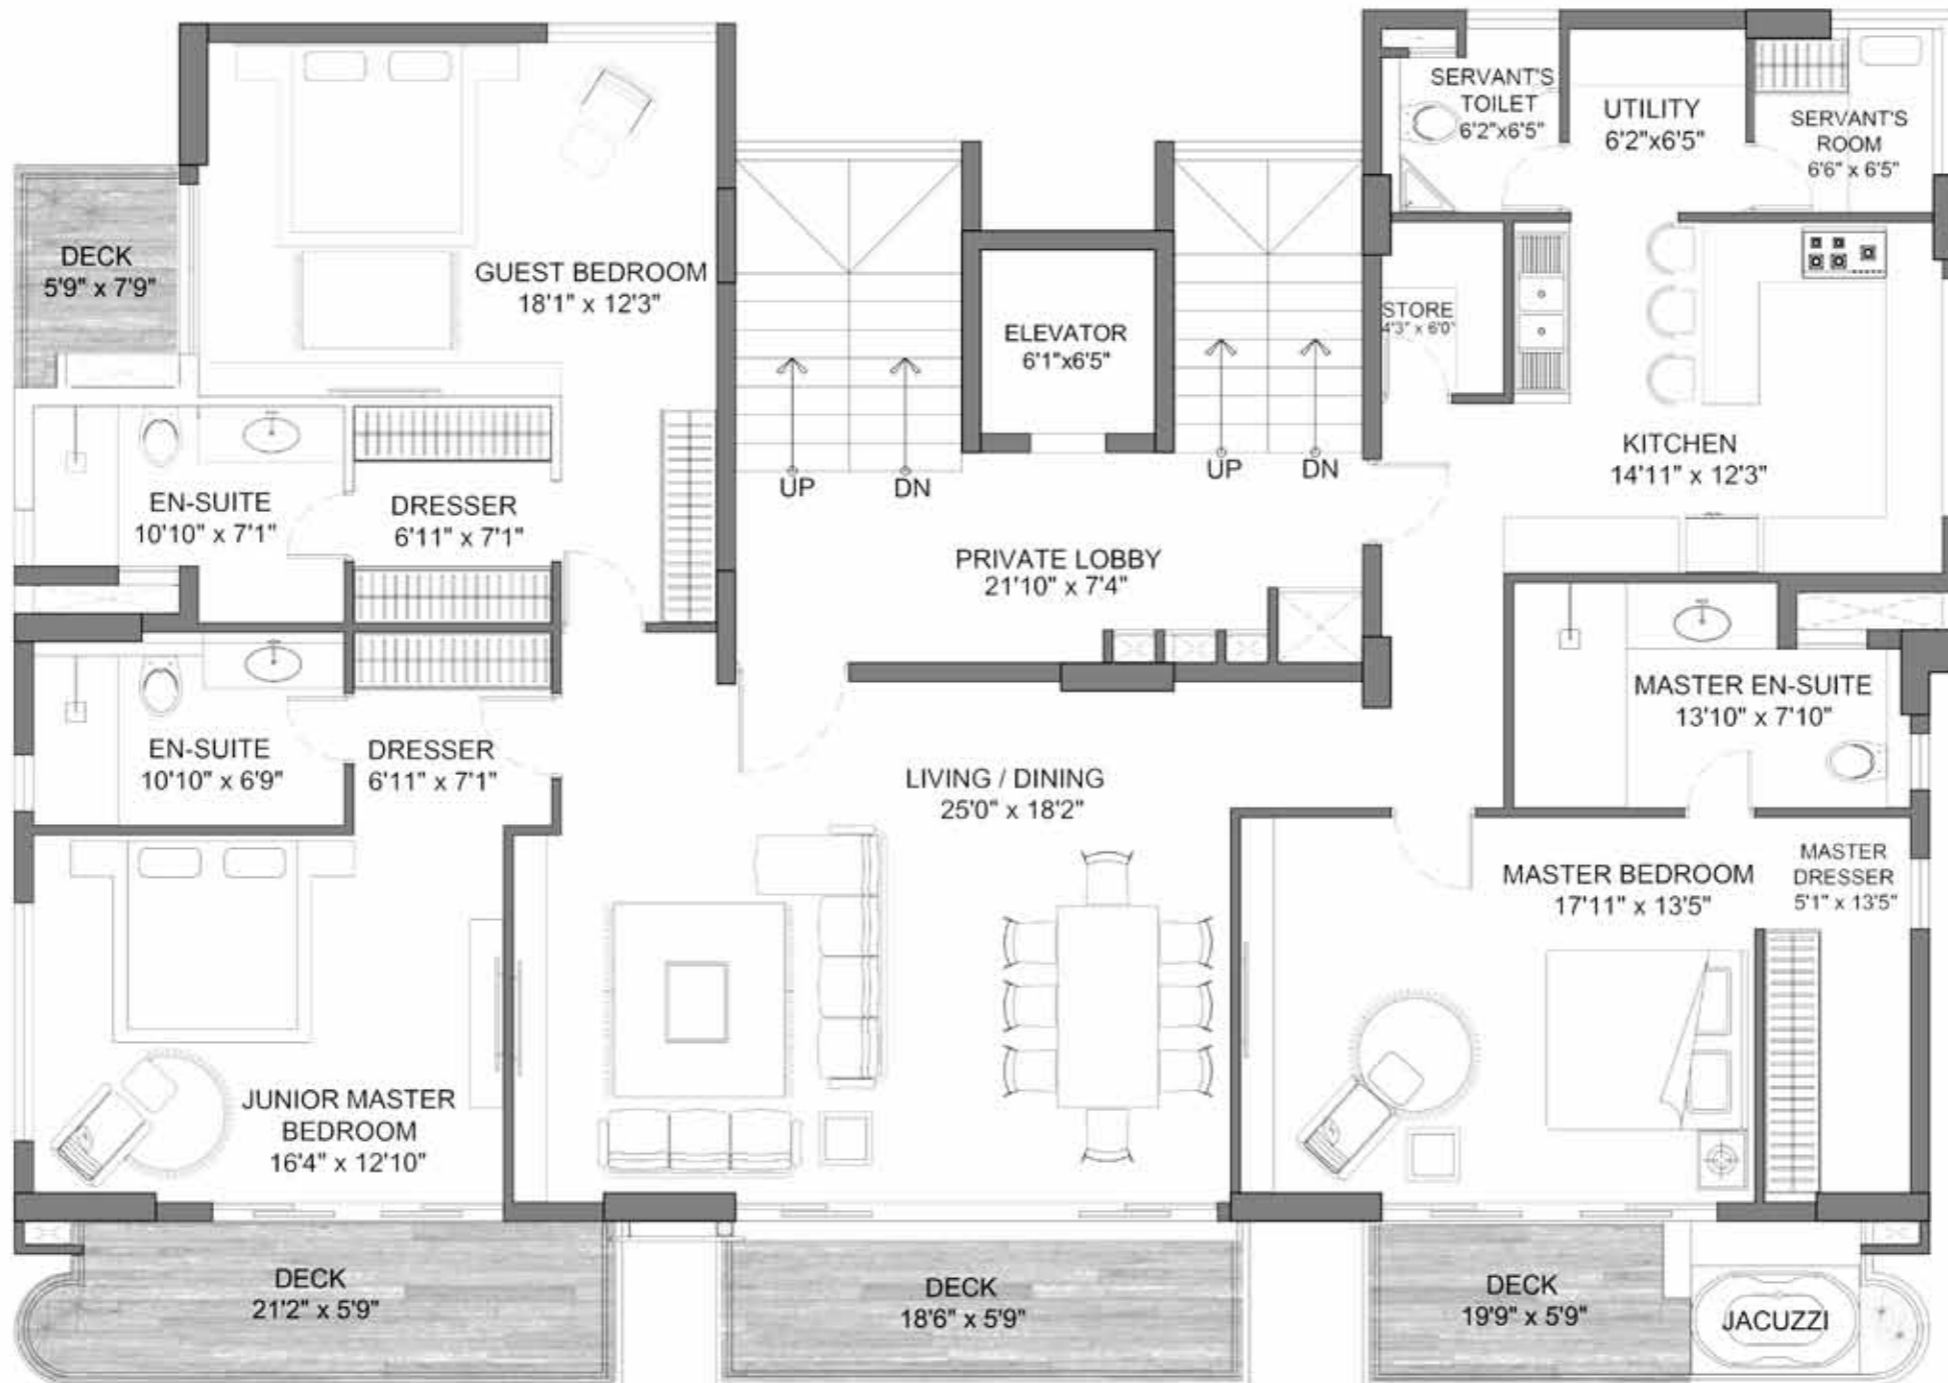 SERVANT'S
TOILET
6'2"x6'5"
UTILITY
6'2"x6'5"
SERVANT'S
ROOM
6'6" x 6'5"
DECK
5'9" x 7'9"
GUEST BEDROOM
18'1" x 12'3"
ELEVATOR
6'1"x6'5"
STORE
4'3" x 6'0"
KITCHEN
14'11" x 12'3"
UP
DN
UP
DN
EN-SUITE
10'10" x 7'1"
DRESSER
6'11" x 7'1"
PRIVATE LOBBY
21'10" x 7'4"
MASTER EN-SUITE
13'10" x 7'10"
EN-SUITE
10'10" x 6'9"
DRESSER
6'11" x 7'1"
LIVING / DINING
25'0" x 18'2"
MASTER BEDROOM
17'11" x 13'5"
MASTER
DRESSER
5'1" x 13'5"
JUNIOR MASTER
BEDROOM
16'4" x 12'10"
DECK
21'2" x 5'9"
DECK
18'6" x 5'9"
DECK
19'9" x 5'9"
JACUZZI